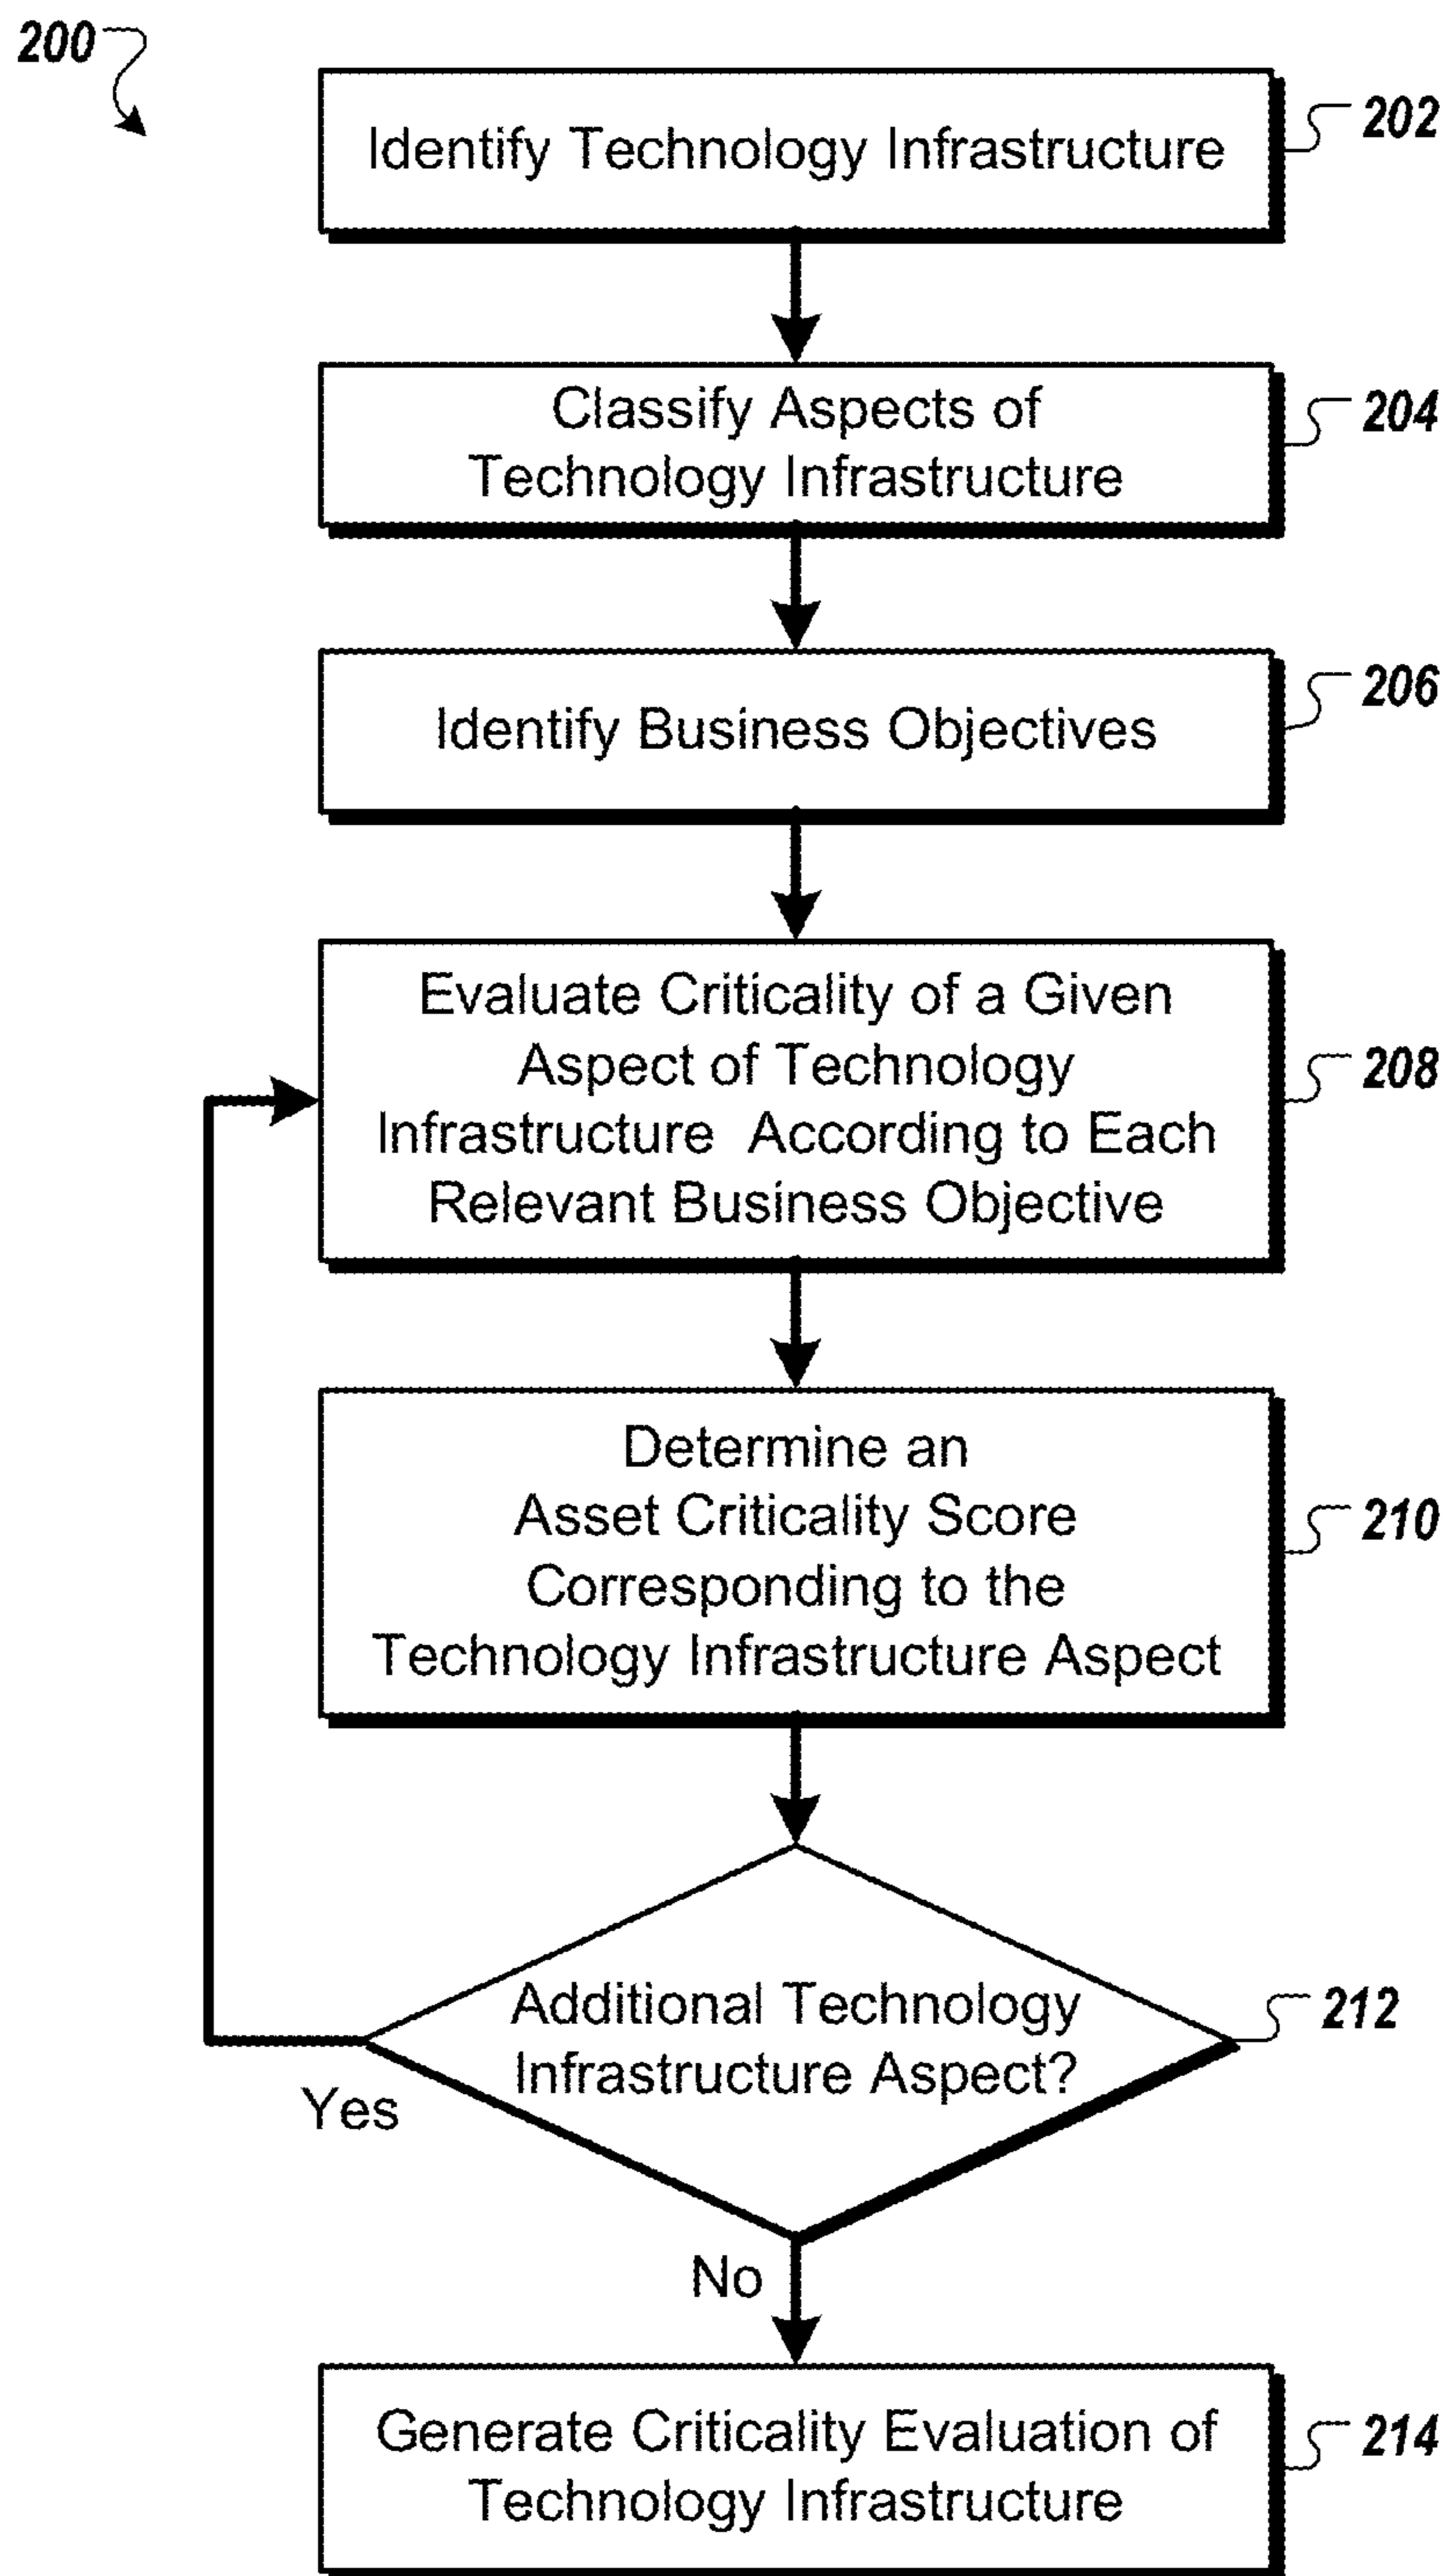 200
Identify Technology Infrastructure
202
Classify Aspects of
Technology Infrastructure
204
Identify Business Objectives
206
Evaluate Criticality of a Given
Aspect of Technology
Infrastructure According to Each
Relevant Business Objective
208
Determine an
Asset Criticality Score
Corresponding to the
Technology Infrastructure Aspect
210
Additional Technology
Infrastructure Aspect?
212
Yes
No
Generate Criticality Evaluation of
Technology Infrastructure
214